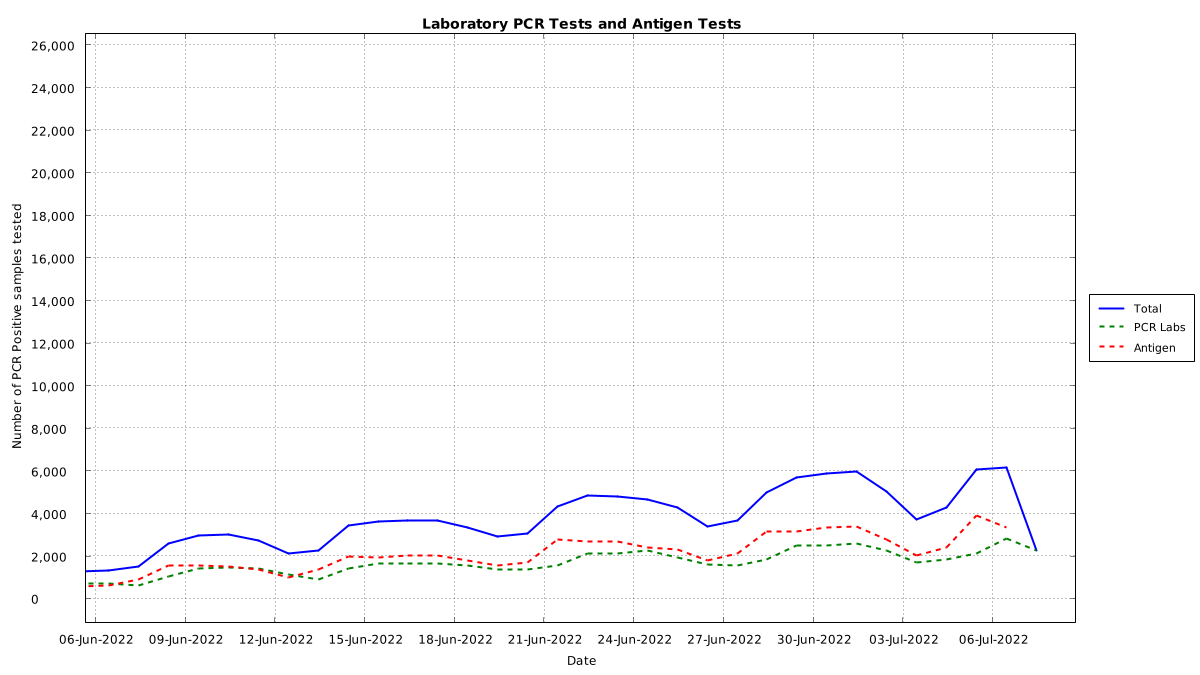 Laboratory PCR Tests and Antigen Tests
26,000
24,000
22,000
20,000
18,000
16,000
14,000
12,000
10,000
8,000
6,000
4,000
2,000
0
Number of PCR Positive samples tested
06-Jun-2022 09-Jun-2022 12-Jun-2022 15-Jun-2022 18-Jun-2022 21-Jun-2022 24-Jun-2022 27-Jun-2022 30-Jun-2022 03-Jul-2022 06-Jul-2022
Date
Total
PCR Labs
Antigen